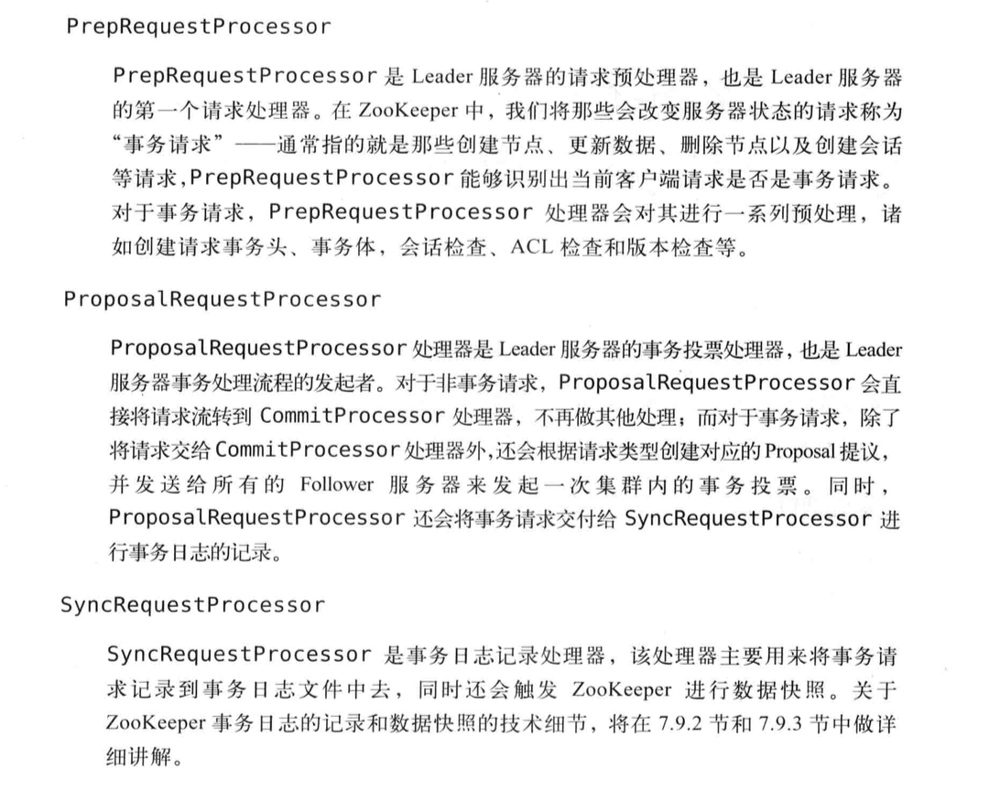 PrepRequestProcessor
PrepRequestProcessor 是 Leader 服务器的请求预处理器，也是 Leader 服务器
的第一个请求处理器。在 ZooKeeper 中，我们将那些会改变服务器状态的请求称为
“事务请求”——通常指的就是那些创建节点、更新数据、删除节点以及创建会话
等请求，PrepRequestProcessor 能够识别出当前客户端请求是否是事务请求。
对于事务请求，PrepRequestProcessor 处理器会对其进行一系列预处理，诸
如创建请求事务头、事务体，会话检查、ACL 检查和版本检查等。
ProposalRequestProcessor
ProposalRequestProcessor 处理器是 Leader 服务器的事务投票处理器，也是 Leader
服务器事务处理流程的发起者。对于非事务请求，ProposalRequestProcessor 会直
接将请求流转到 CommitProcessor 处理器，不再做其他处理；而对于事务请求，除了
将请求交给 CommitProcessor 处理器外，还会根据请求类型创建对应的 Proposal 提议，
并发送给所有的 Follower 服务器来发起一次集群内的事务投票。同时，
ProposalRequestProcessor 还会将事务请求交付给 SyncRequestProcessor 进
行事务日志的记录。
SyncRequestProcessor
SyncRequestProcessor 是事务日志记录处理器，该处理器主要用来将事务请
求记录到事务日志文件中去，同时还会触发 ZooKeeper 进行数据快照。关于
ZooKeeper 事务日志的记录和数据快照的技术细节，将在 7.9.2 节和 7.9.3 节中做详
细讲解。